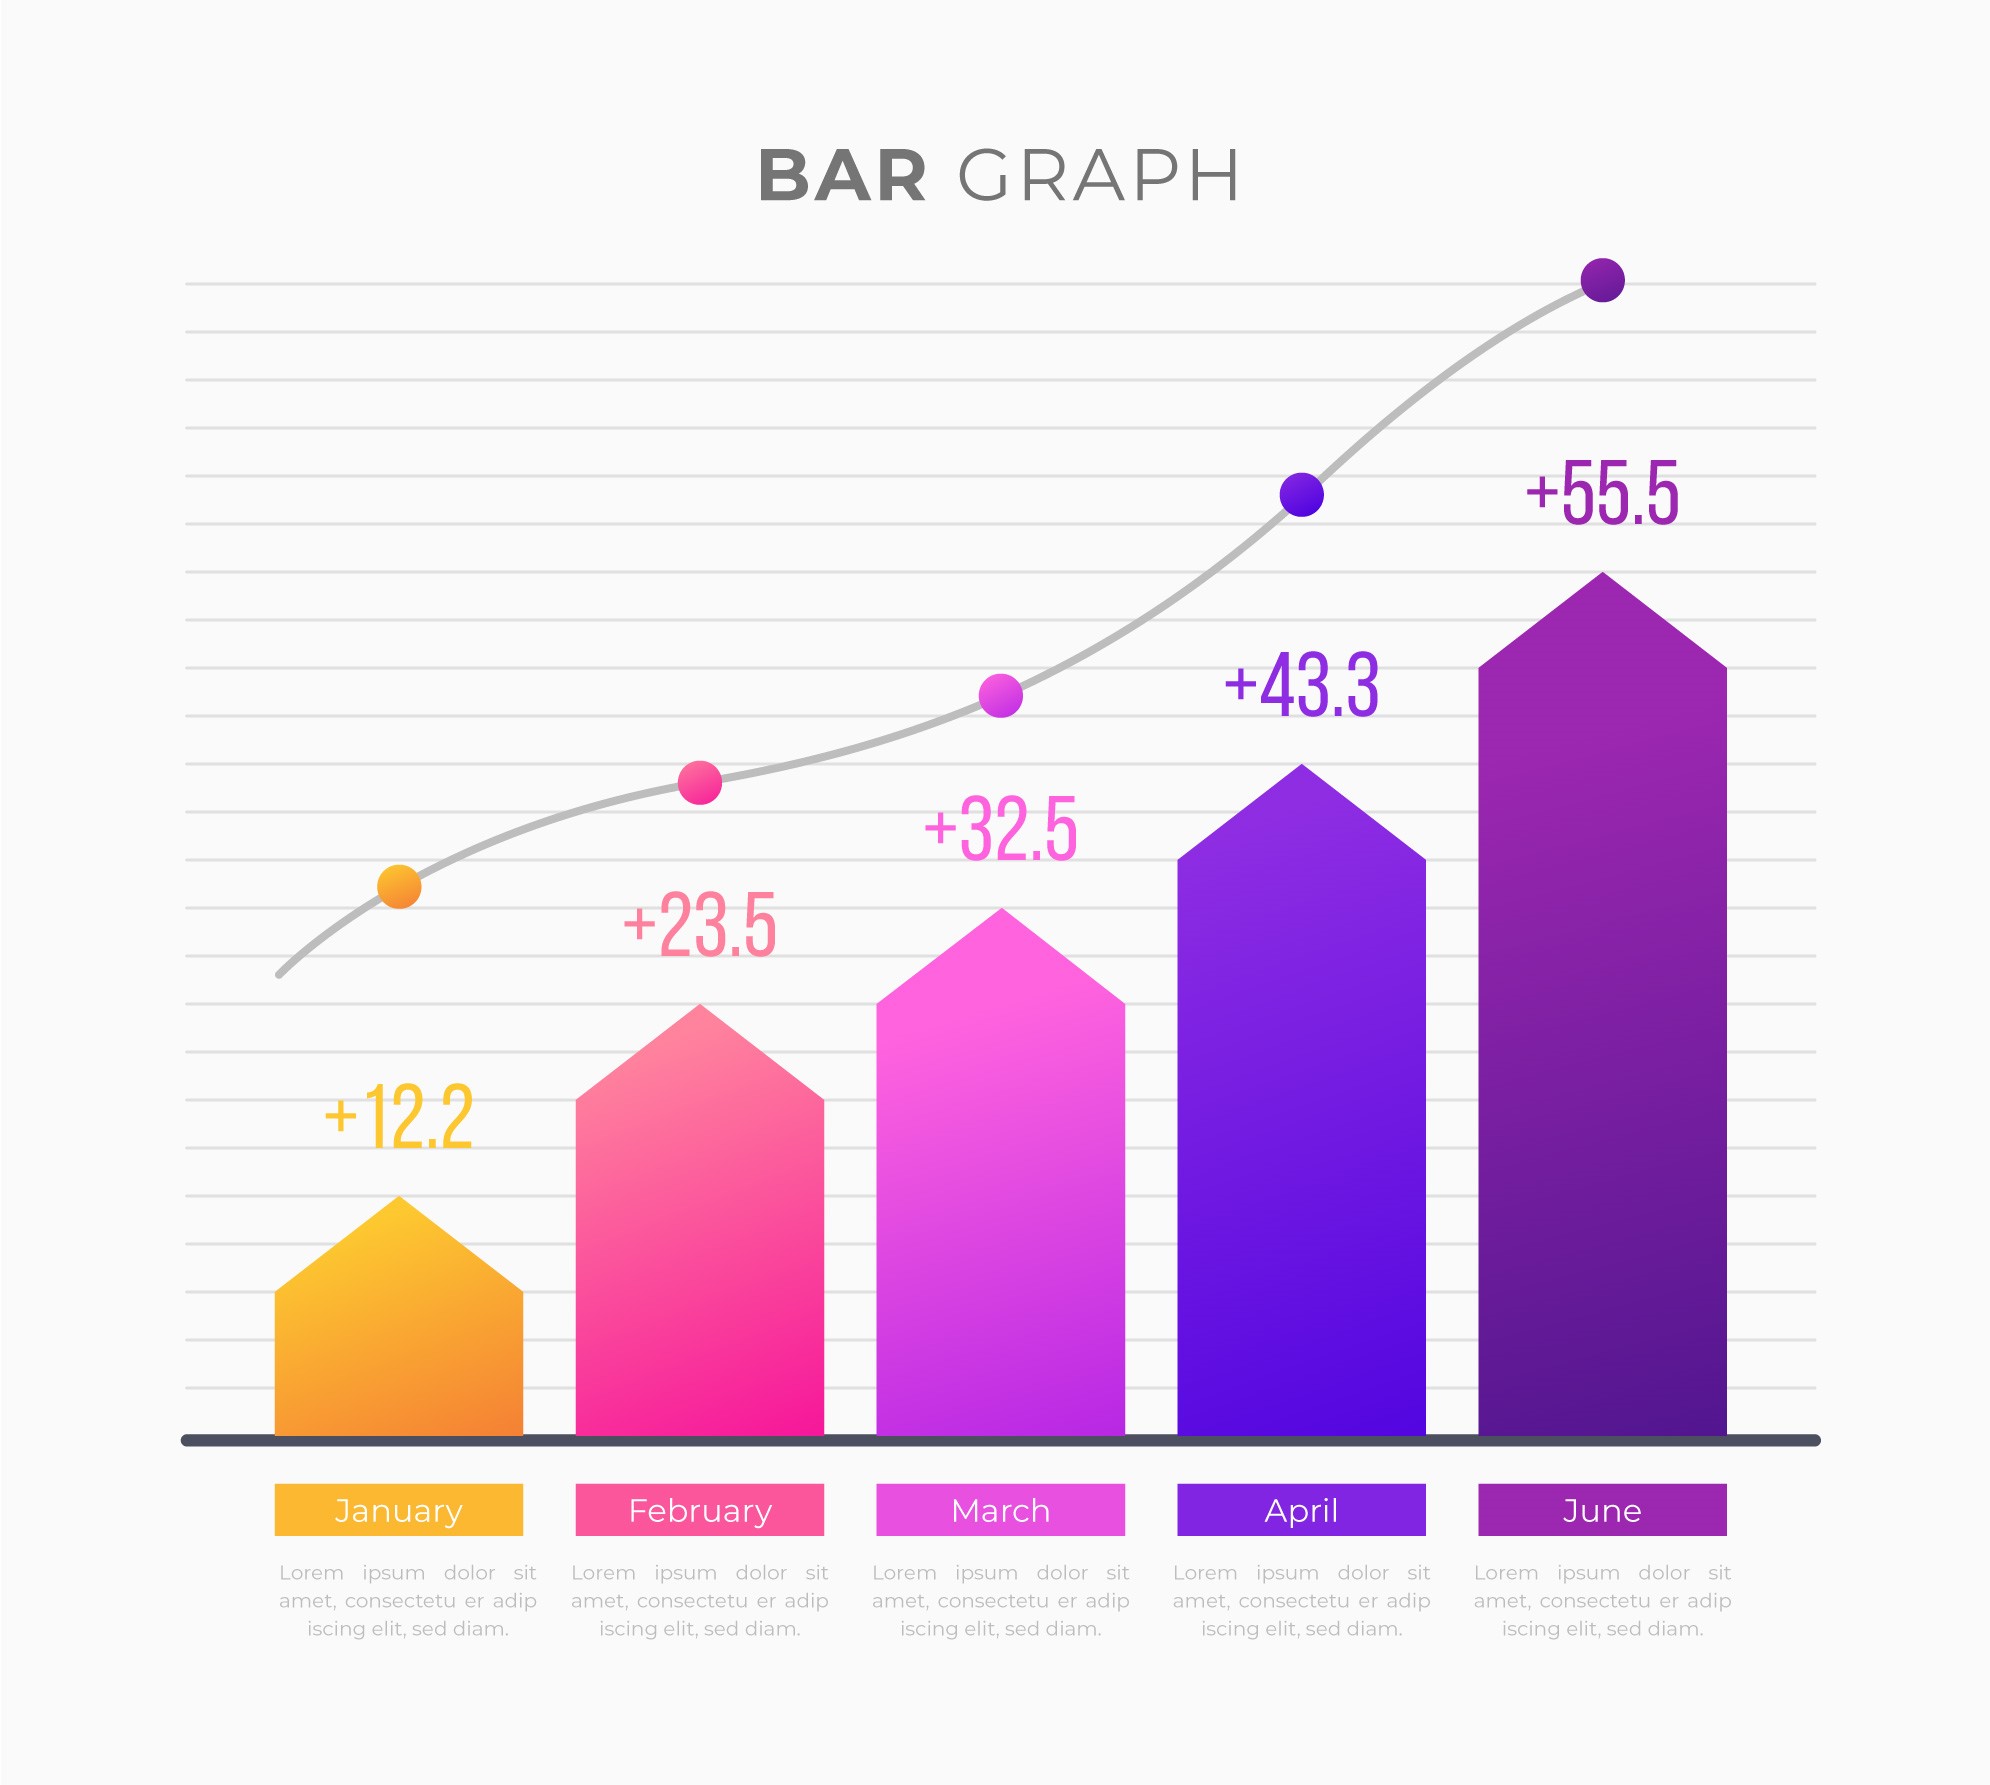 BAR GRAPH
+55.5
+43.3
+32.5
+23.5
+12.2
January
February
March
April
June
Lorem ipsum dolor sit
amet, consectetu er adip
iscing elit, sed diam.
Lorem ipsum dolor sit
amet, consectetu er adip
iscing elit, sed diam.
Lorem ipsum dolor sit
amet, consectetu er adip
iscing elit, sed diam.
Lorem ipsum dolor sit
amet, consectetu er adip
iscing elit, sed diam.
Lorem ipsum dolor sit
amet, consectetu er adip
iscing elit, sed diam.